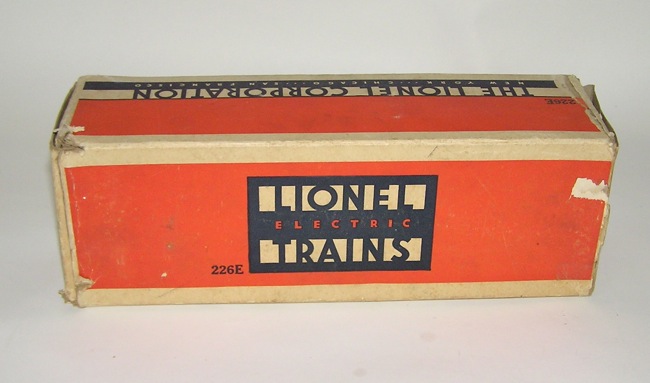 NEW YORK · CHICAGO · SAN FRANCISCO
THE LIONEL CORPORATION
226E
LIONEL
ELECTRIC
TRAINS
226E